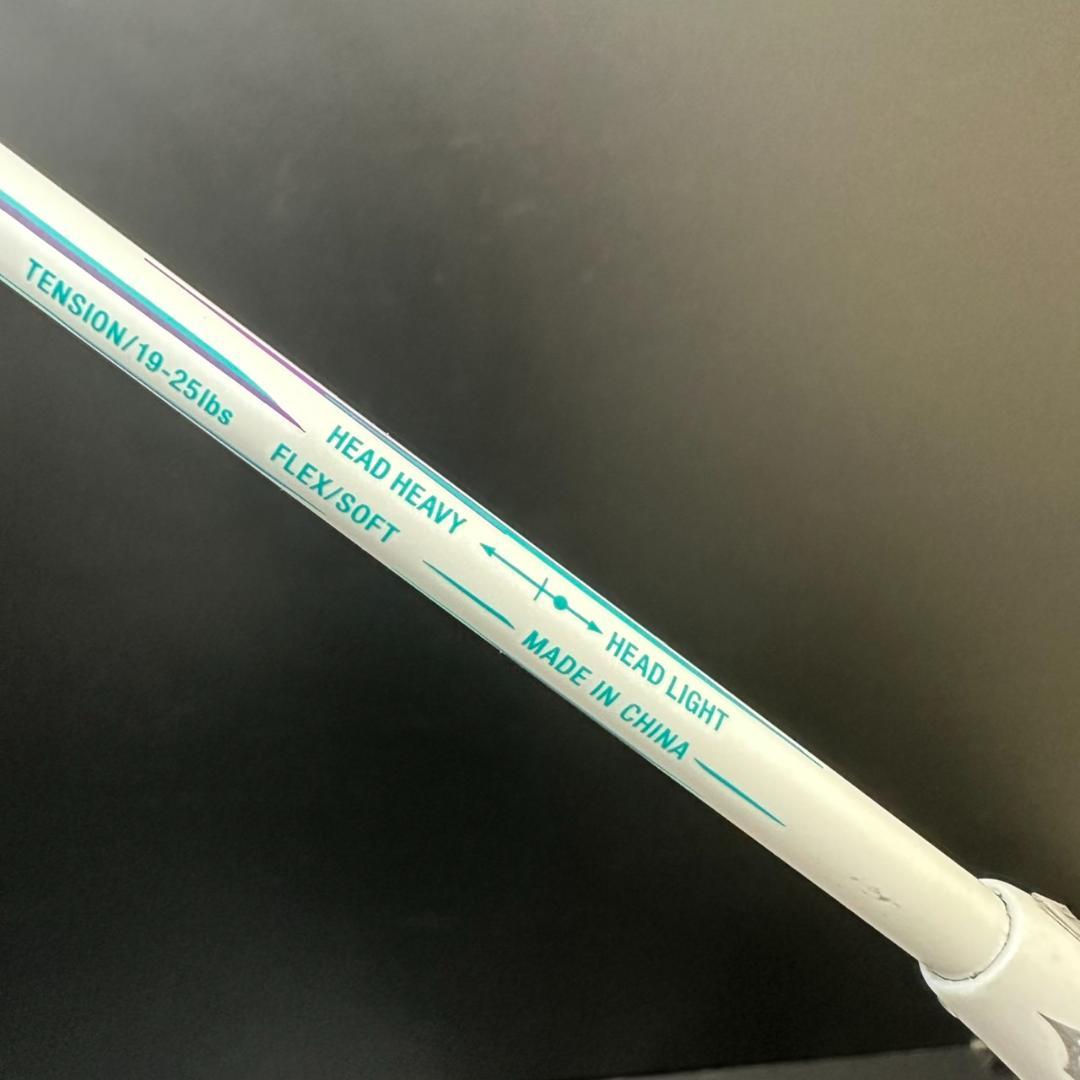 TENSION/19-25lbs
FLEX/SOFT
HEAD HEAVY
HEAD LIGHT
MADE IN CHINA